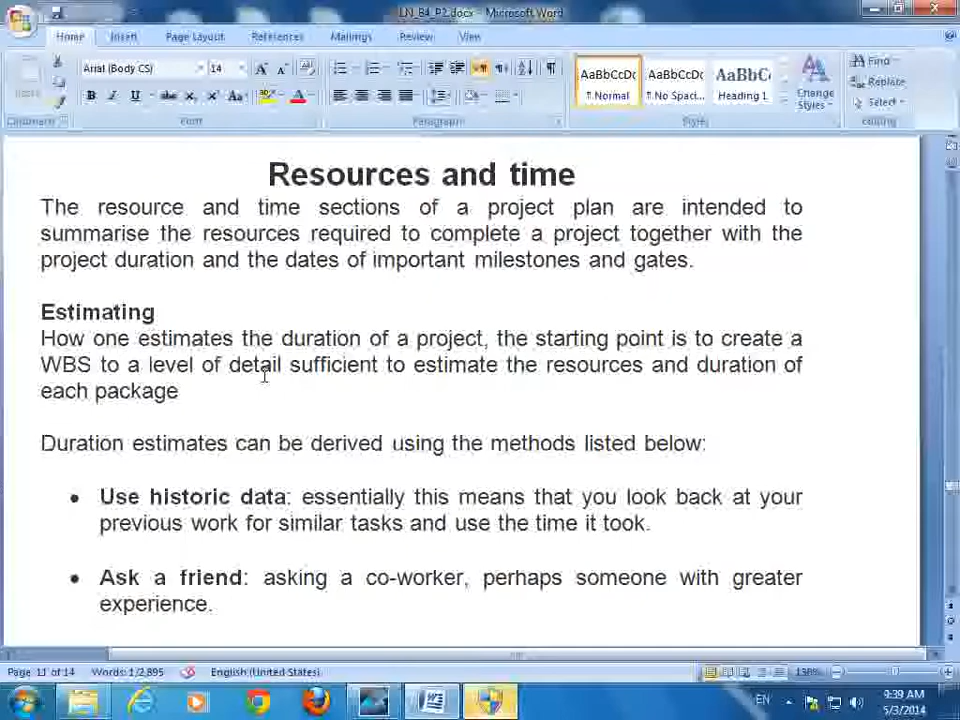 LN_B4_P2.docx - Microsoft Word
Home Insert Page Layout References Mailings Review View
Arial (Body CS) 14
B I U abc
AaBbCcDc AaBbCcDc AaBbC
¶ Normal ¶ No Spaci... Heading 1
Change Styles
Find
Replace
Select
Clipboard Font Paragraph Styles Editing
Resources and time
The resource and time sections of a project plan are intended to
summarise the resources required to complete a project together with the
project duration and the dates of important milestones and gates.
Estimating
How one estimates the duration of a project, the starting point is to create a
WBS to a level of detail sufficient to estimate the resources and duration of
each package
Duration estimates can be derived using the methods listed below:
• Use historic data: essentially this means that you look back at your
previous work for similar tasks and use the time it took.
• Ask a friend: asking a co-worker, perhaps someone with greater
experience.
Page: 11 of 14 Words: 1/2,895 English (United States) 130%
EN 9:39 AM
5/3/2014